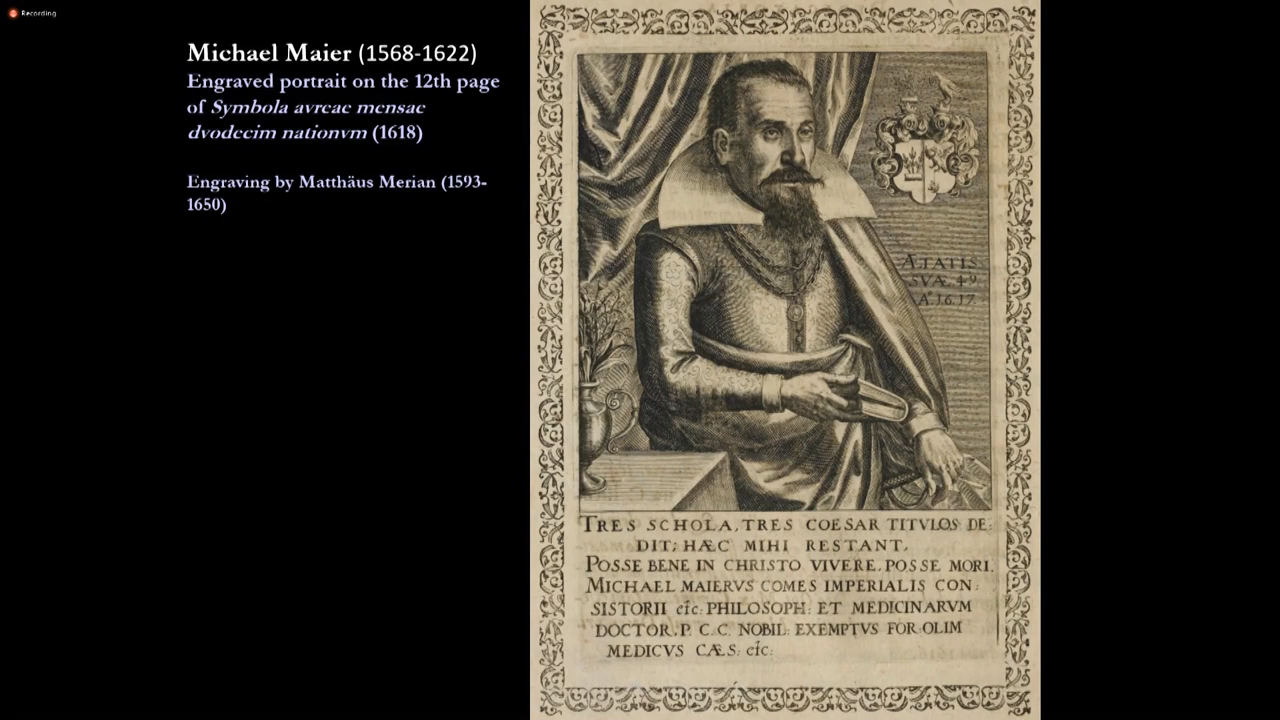 Recording
Michael Maier (1568-1622)
Engraved portrait on the 12th page
of Symbola avreae mensae
dvodecim nationvm (1618)
Engraving by Matthäus Merian (1593-
1650)
ÆTATIS
SVÆ. 49
Aº. 1617
TRES SCHOLA, TRES COESAR TITVLOS DE:
DIT; HÆC MIHI RESTANT,
POSSE BENE IN CHRISTO VIVERE, POSSE MORI.
MICHAEL MAIERVS COMES IMPERIALIS CON:
SISTORII etc: PHILOSOPH: ET MEDICINARVM
DOCTOR. P. C. C. NOBIL: EXEMPTVS FOR: OLIM
MEDICVS CÆS: etc: